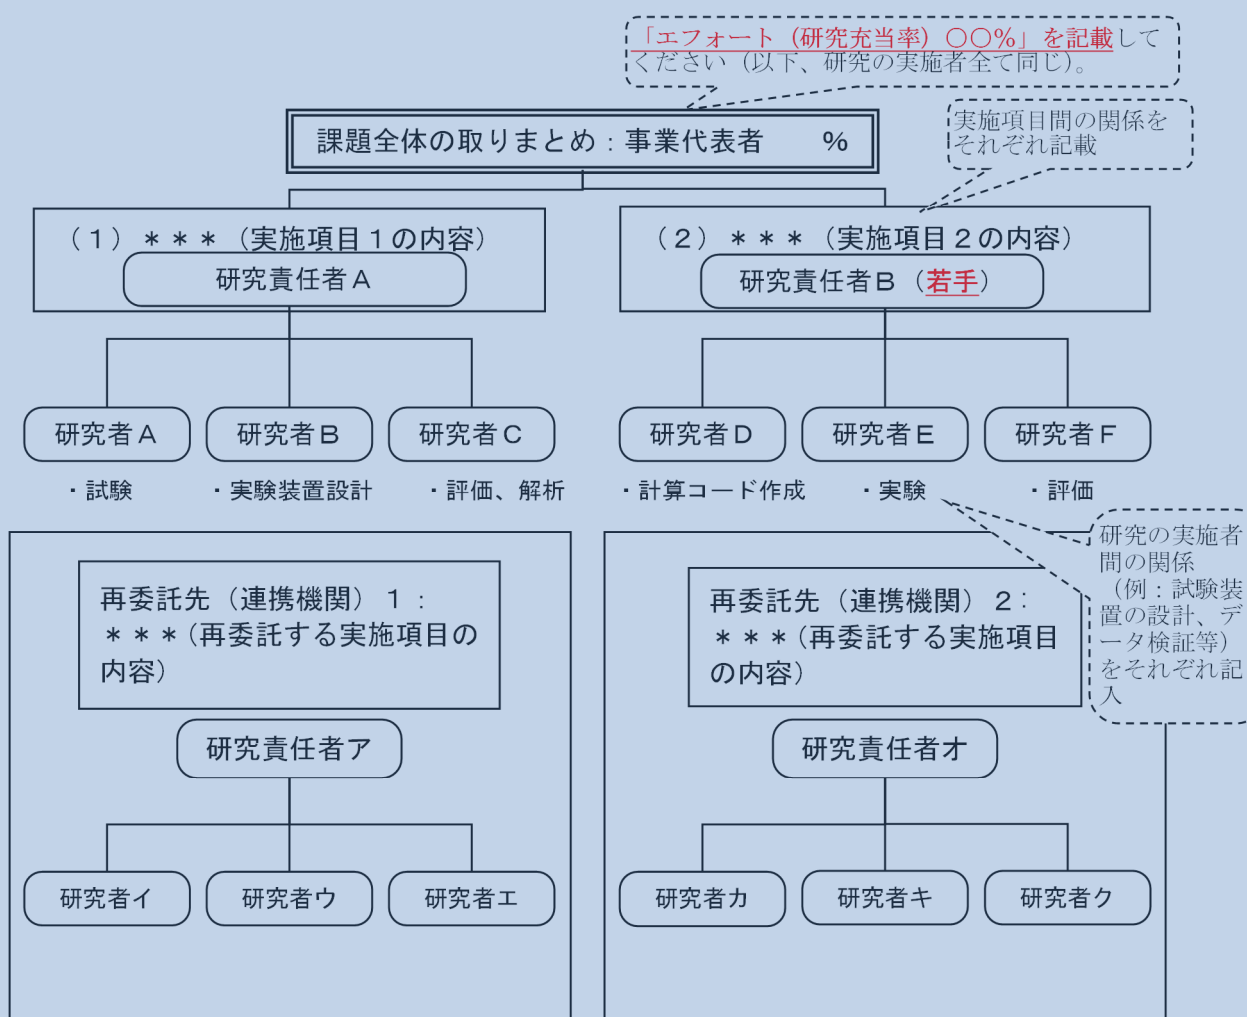 「エフォート（研究充当率）〇〇％」を記載して
ください（以下、研究の実施者全て同じ）。
課題全体の取りまとめ：事業代表者　　％
実施項目間の関係を
それぞれ記載
（１）＊＊＊（実施項目１の内容）
研究責任者Ａ
（２）＊＊＊（実施項目２の内容）
研究責任者Ｂ（若手）
研究者Ａ
研究者Ｂ
研究者Ｃ
研究者Ｄ
研究者Ｅ
研究者Ｆ
・試験
・実験装置設計
・評価、解析
・計算コード作成
・実験
・評価
研究の実施者
間の関係
（例：試験装
置の設計、デ
ータ検証等）
をそれぞれ記
入
再委託先（連携機関）１：
＊＊＊（再委託する実施項目の
内容）
研究責任者ア
研究者イ
研究者ウ
研究者エ
再委託先（連携機関）２：
＊＊＊（再委託する実施項目
の内容）
研究責任者オ
研究者カ
研究者キ
研究者ク